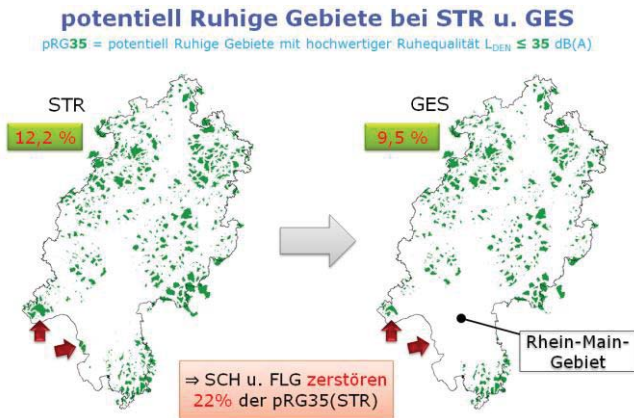 potentiell Ruhige Gebiete bei STR u. GES
pRG35 = potentiell Ruhige Gebiete mit hochwertiger Ruhequalität L_DEN ≤ 35 dB(A)
STR
12,2 %
GES
9,5 %
Rhein-Main-
Gebiet
⇒ SCH u. FLG zerstören
22% der pRG35(STR)